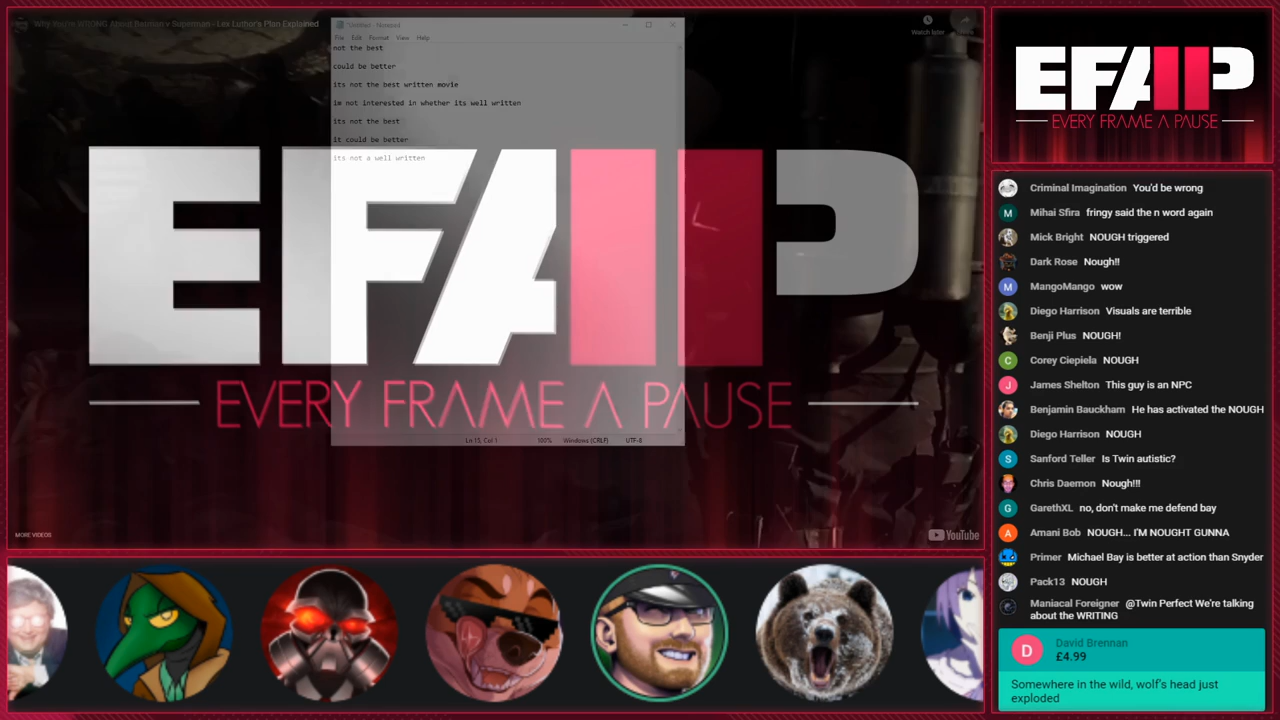 Why You're WRONG About Batman v Superman - Lex Luthor's Plan Explained
*Untitled - Notepad
File Edit Format View Help
not the best
could be better
its not the best written movie
im not interested in whether its well written
its not the best
it could be better
its not a well written
Ln 15, Col 1 100% Windows (CRLF) UTF-8
Watch later
EFAP
EVERY FRAME A PAUSE
MORE VIDEOS
YouTube
EFAP
EVERY FRAME A PAUSE
Criminal Imagination You'd be wrong
M Mihai Sfira fringy said the n word again
Mick Bright NOUGH triggered
Dark Rose Nough!!
M MangoMango wow
Diego Harrison Visuals are terrible
Benji Plus NOUGH!
C Corey Ciepiela NOUGH
J James Shelton This guy is an NPC
Benjamin Bauckham He has activated the NOUGH
Diego Harrison NOUGH
S Sanford Teller Is Twin autistic?
Chris Daemon Nough!!!
G GarethXL no, don't make me defend bay
A Amani Bob NOUGH... I'M NOUGHT GUNNA
Primer Michael Bay is better at action than Snyder
Pack13 NOUGH
Maniacal Foreigner @Twin Perfect We're talking
about the WRITING
D David Brennan
£4.99
Somewhere in the wild, wolf's head just
exploded